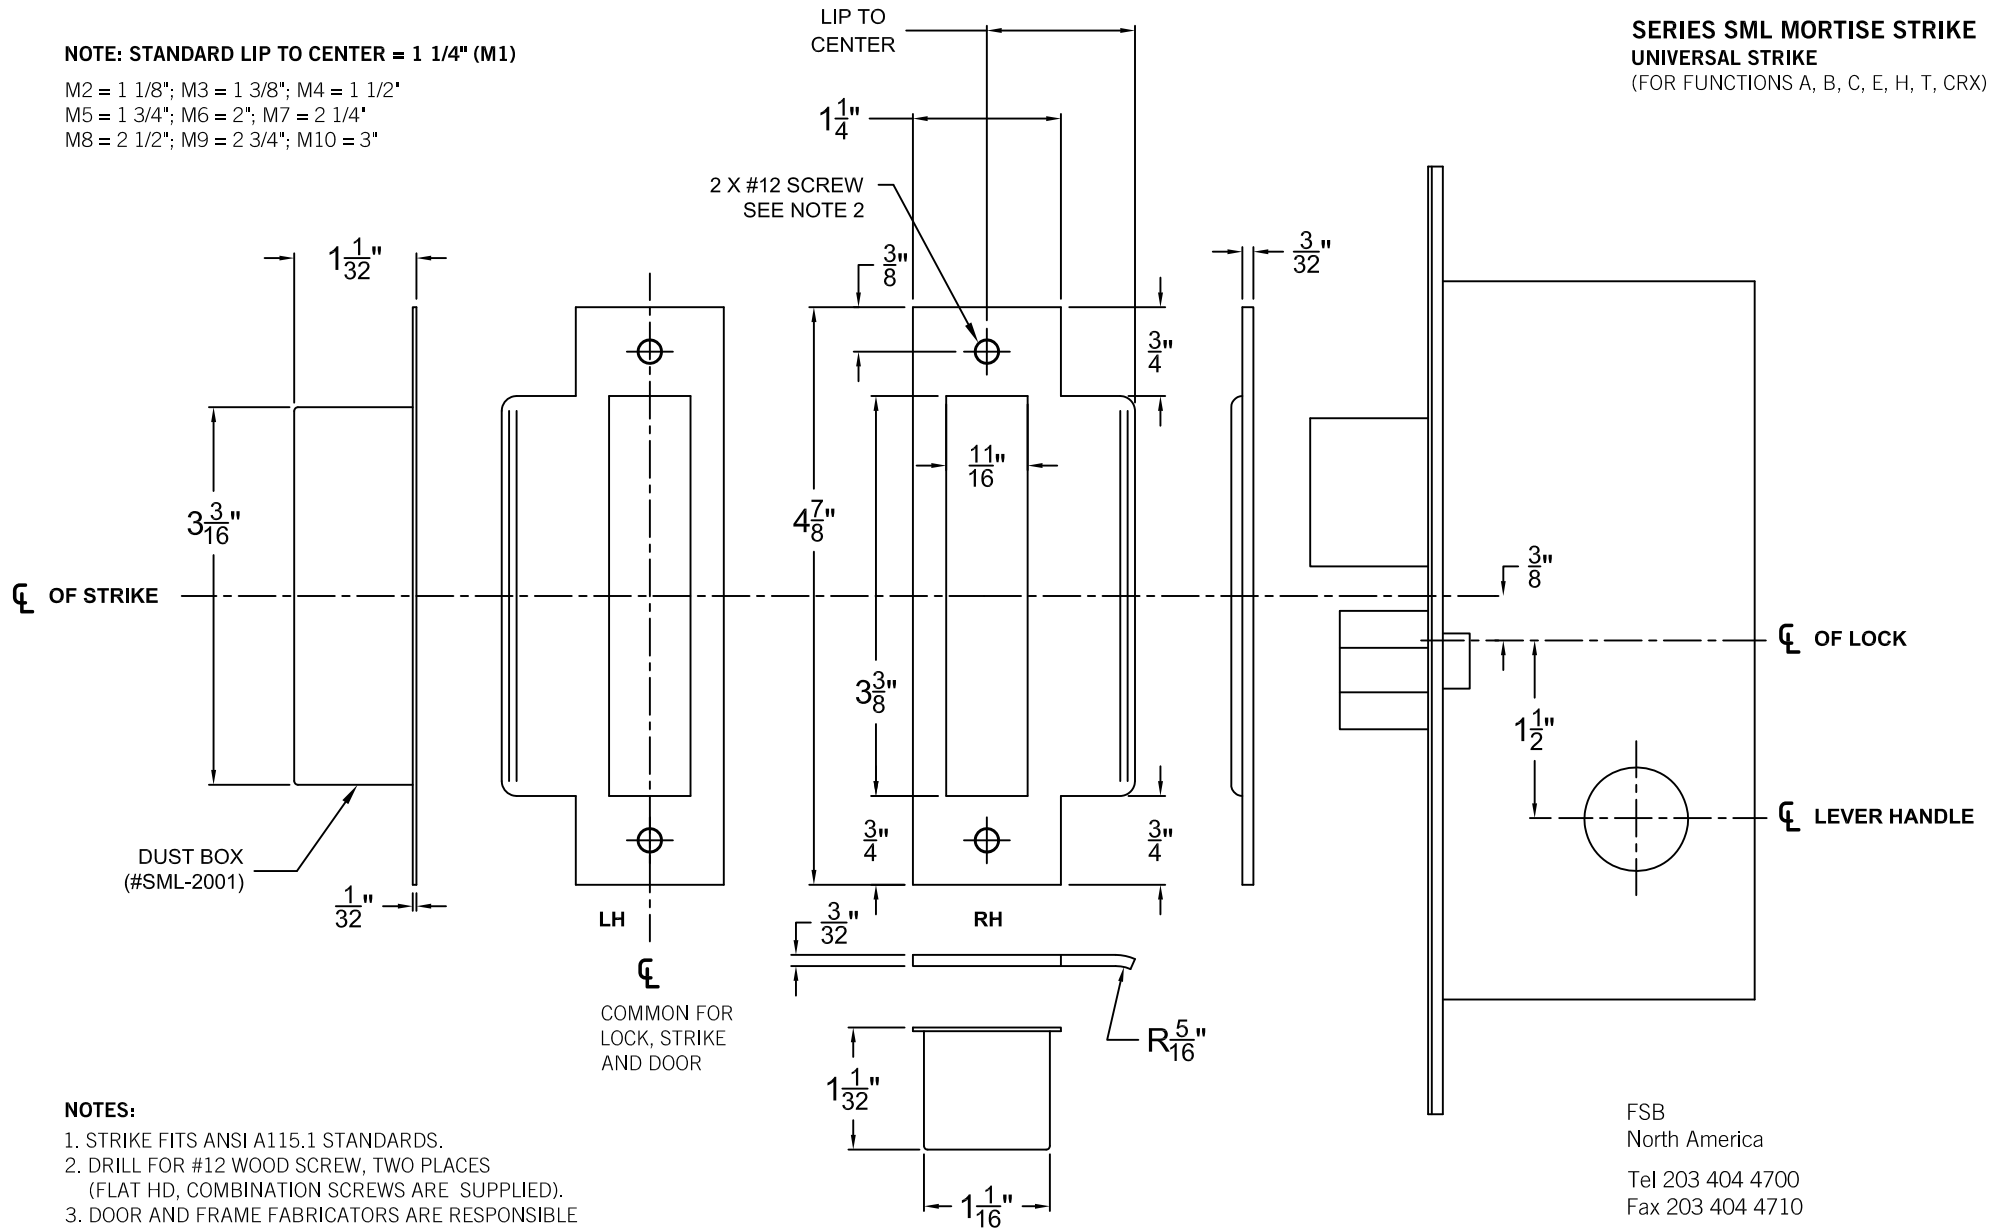 NOTE: STANDARD LIP TO CENTER = 1 1/4" (M1)
M2 = 1 1/8"; M3 = 1 3/8"; M4 = 1 1/2"
M5 = 1 3/4"; M6 = 2"; M7 = 2 1/4"
M8 = 2 1/2"; M9 = 2 3/4"; M10 = 3"
LIP TO
CENTER
SERIES SML MORTISE STRIKE
UNIVERSAL STRIKE
(FOR FUNCTIONS A, B, C, E, H, T, CRX)
1 1/4"
2 X #12 SCREW
SEE NOTE 2
1 1/32"
3/8"
3/32"
3/4"
11/16"
3 3/16"
4 7/8"
3/8"
℄ OF STRIKE
℄ OF LOCK
3 3/8"
1 1/2"
℄ LEVER HANDLE
3/4"
3/4"
DUST BOX
(#SML-2001)
1/32"
LH
RH
3/32"
℄
COMMON FOR
LOCK, STRIKE
AND DOOR
R 5/16"
1 1/32"
1 1/16"
NOTES:
1. STRIKE FITS ANSI A115.1 STANDARDS.
2. DRILL FOR #12 WOOD SCREW, TWO PLACES
(FLAT HD, COMBINATION SCREWS ARE SUPPLIED).
3. DOOR AND FRAME FABRICATORS ARE RESPONSIBLE
FSB
North America
Tel 203 404 4700
Fax 203 404 4710